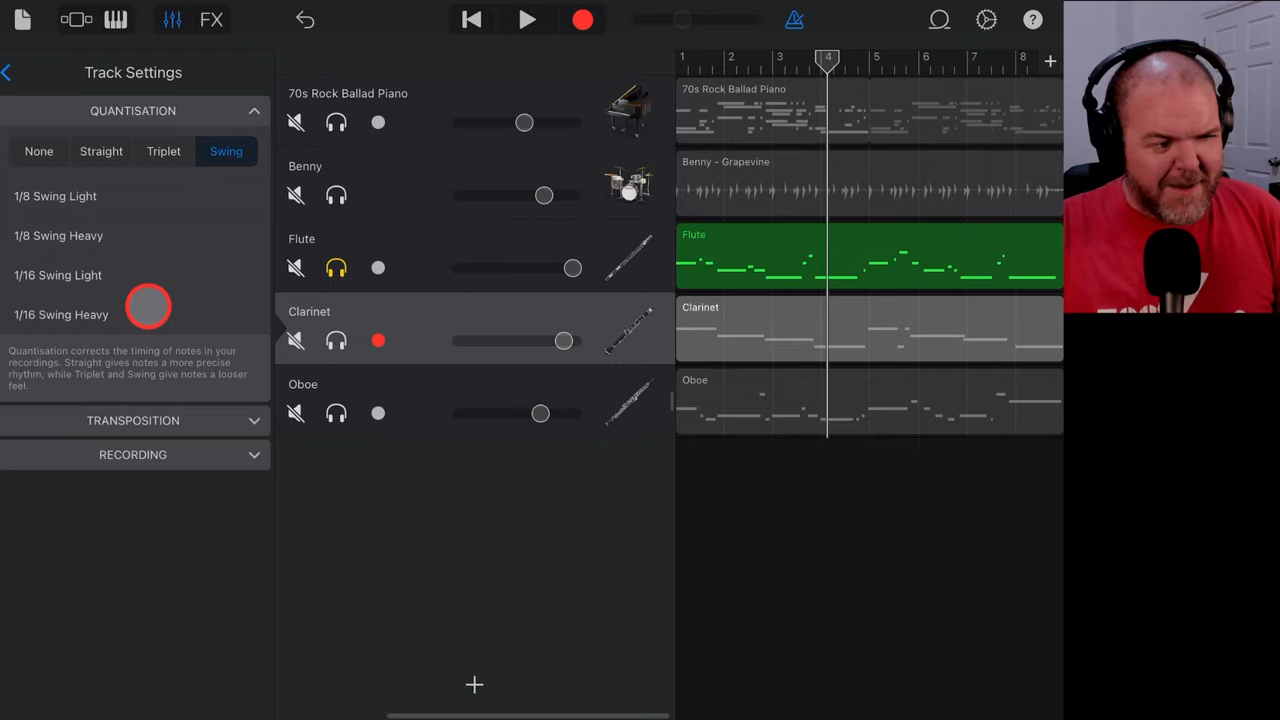 FX
?
Track Settings
QUANTISATION
None Straight Triplet Swing
1/8 Swing Light
1/8 Swing Heavy
1/16 Swing Light
1/16 Swing Heavy
Quantisation corrects the timing of notes in your
recordings. Straight gives notes a more precise
rhythm, while Triplet and Swing give notes a looser
feel.
TRANSPOSITION
RECORDING
70s Rock Ballad Piano
Benny
Flute
Clarinet
Oboe
1 2 3 4 5 6 7 8
70s Rock Ballad Piano
Benny - Grapevine
Flute
Clarinet
Oboe